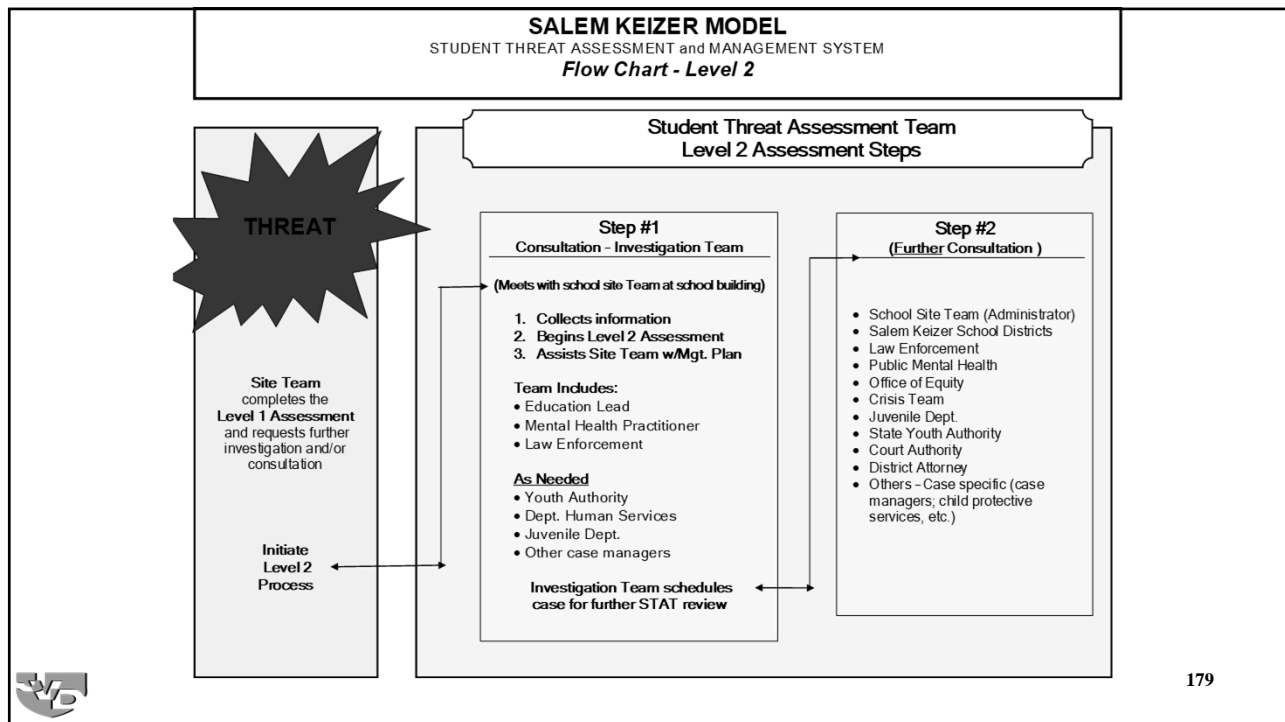 SALEM KEIZER MODEL
STUDENT THREAT ASSESSMENT and MANAGEMENT SYSTEM
Flow Chart - Level 2
THREAT
Site Team
completes the
Level 1 Assessment
and requests further
investigation and/or
consultation
Initiate
Level 2
Process
Student Threat Assessment Team
Level 2 Assessment Steps
Step #1
Consultation – Investigation Team
(Meets with school site Team at school building)
1. Collects information
2. Begins Level 2 Assessment
3. Assists Site Team w/Mgt. Plan
Team Includes:
• Education Lead
• Mental Health Practitioner
• Law Enforcement
As Needed
• Youth Authority
• Dept. Human Services
• Juvenile Dept.
• Other case managers
Investigation Team schedules
case for further STAT review
Step #2
(Further Consultation )
• School Site Team (Administrator)
• Salem Keizer School Districts
• Law Enforcement
• Public Mental Health
• Office of Equity
• Crisis Team
• Juvenile Dept.
• State Youth Authority
• Court Authority
• District Attorney
• Others – Case specific (case
managers; child protective
services, etc.)
179